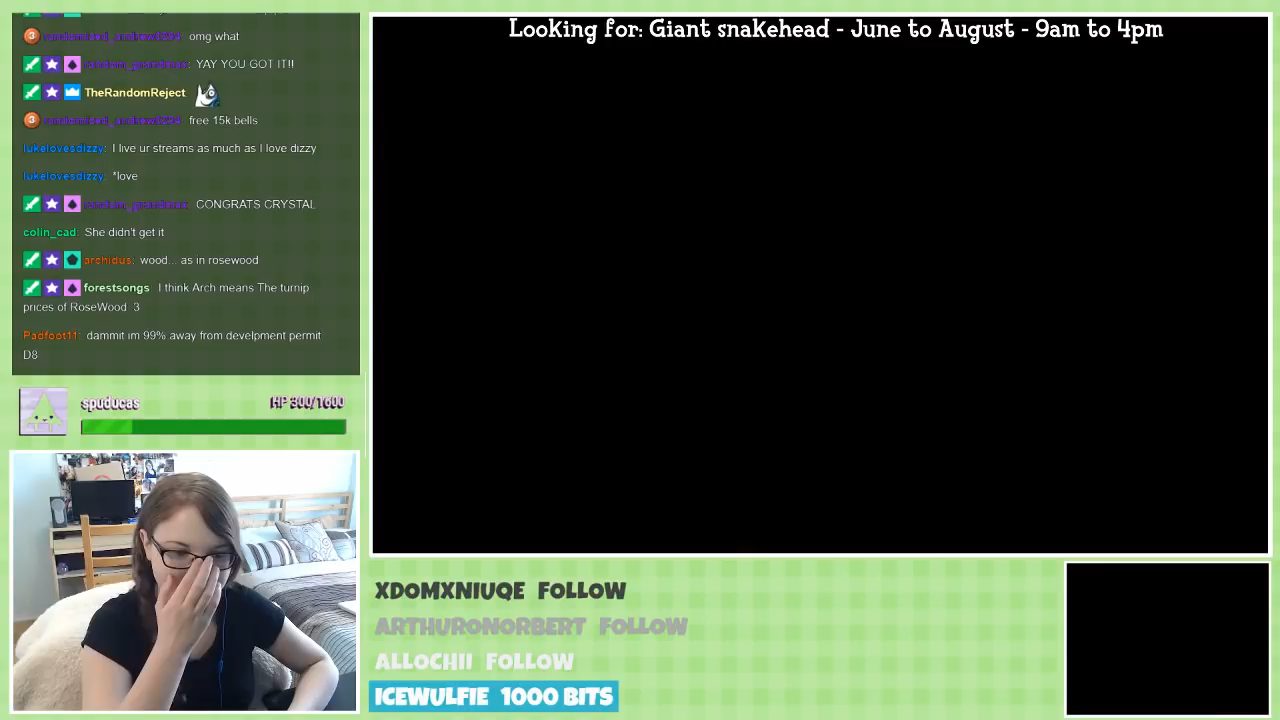 omg what
YAY YOU GOT IT!!
TheRandomReject
free 15k bells
lukelovesdizzy: I live ur streams as much as I love dizzy
lukelovesdizzy: *love
CONGRATS CRYSTAL
colin_cad: She didn't get it
archidus: wood... as in rosewood
forestsongs: I think Arch means The turnip
prices of RoseWood 3
Padfoot11: dammit im 99% away from develpment permit
D8
spuducas HP 300/1600
Looking for: Giant snakehead - June to August - 9am to 4pm
XDOMXNIUQE FOLLOW
ARTHURONORBERT FOLLOW
ALLOCHII FOLLOW
ICEWULFIE 1000 BITS